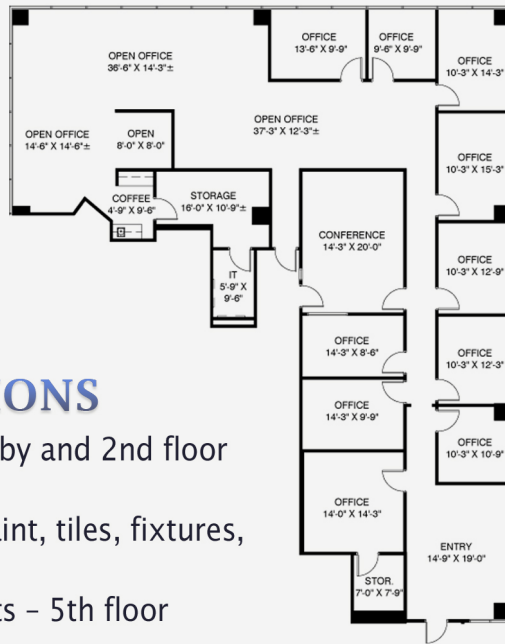 OFFICE
13'-6" X 9'-9"
OFFICE
9'-6" X 9'-9"
OPEN OFFICE
36'-6" X 14'-3"±
OFFICE
10'-3" X 14'-3"
OPEN OFFICE
37'-3" X 12'-3"±
OPEN OFFICE
14'-6" X 14'-6"±
OPEN
8'-0" X 8'-0"
OFFICE
10'-3" X 15'-3"
COFFEE
4'-9" X 9'-6"
STORAGE
16'-0" X 10'-9"±
CONFERENCE
14'-3" X 20'-0"
OFFICE
10'-3" X 12'-9"
IT
5'-9" X
9'-6"
OFFICE
14'-3" X 8'-6"
OFFICE
10'-3" X 12'-3"
OFFICE
14'-3" X 9'-9"
OFFICE
10'-3" X 10'-9"
OFFICE
14'-0" X 14'-3"
ENTRY
14'-9" X 19'-0"
STOR.
7'-0" X 7'-9"
IONS
by and 2nd floor
int, tiles, fixtures,
ts – 5th floor